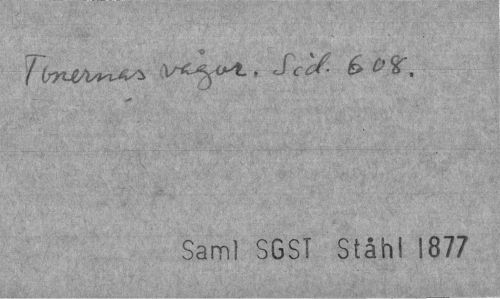 Tonernas vågor. Sid. 608.
Saml SGST Ståhl 1877